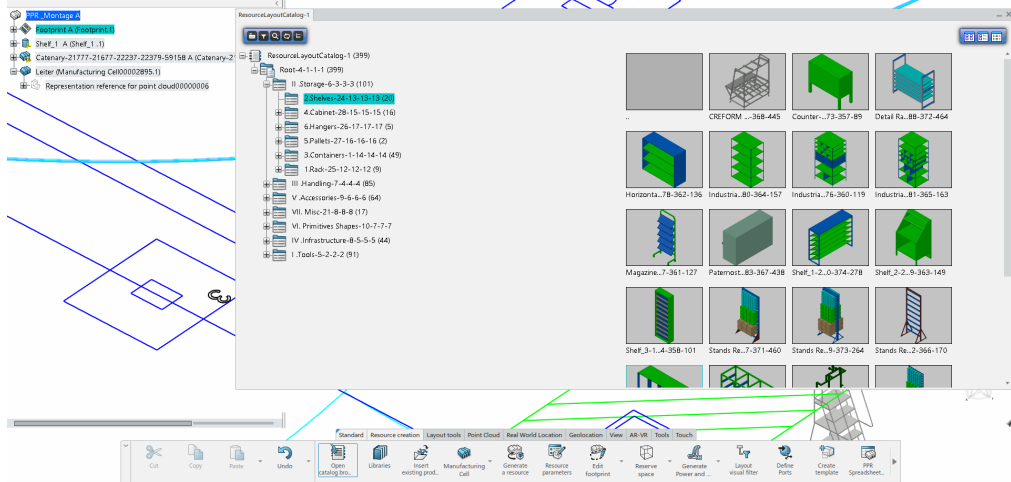 PPR _Montage A
Footprint A (Footprint.1)
Shelf_1 A (Shelf_1 .1)
Catenary-21777-21677-22237-22379-59158 A (Catenary-2
Leiter (Manufacturing Cell00002895.1)
Representation reference for point cloud00000006
3
ResourceLayoutCatalog-1
ResourceLayoutCatalog-1 (399)
Root-4-1-1-1 (399)
II .Storage-6-3-3-3 (101)
2.Shelves-24-13-13-13 (20)
4.Cabinet-28-15-15-15 (16)
6.Hangers-26-17-17-17 (5)
5.Pallets-27-16-16-16 (2)
3.Containers-1-14-14-14 (49)
1.Rack-25-12-12-12 (9)
III .Handling-7-4-4-4 (85)
V .Accessories-9-6-6-6 (64)
VII. Misc-21-8-8-8 (17)
VI. Primitives Shapes-10-7-7-7
IV .Infrastructure-8-5-5-5 (44)
I .Tools-5-2-2-2 (91)
..
CREFORM ...-368-445
Counter-...73-357-89
Detail Ra...88-372-464
Horizonta...78-362-136
Industria...80-364-157
Industria...76-360-119
Industria...81-365-163
Magazine...7-361-127
Paternost...83-367-438
Shelf_1-2...0-374-278
Shelf_2-2...9-363-149
Shelf_3-1...4-358-101
Stands Re...7-371-460
Stands Re...9-373-264
Stands Re...2-366-170
Standard
Resource creation
Layout tools
Point Cloud
Real World Location
Geolocation
View
AR-VR
Tools
Touch
Cut
Copy
Paste
Undo
Open
catalog bro...
Libraries
Insert
existing prod...
Manufacturing
Cell
Generate
a resource
Resource
parameters
Edit
footprint
Reserve
space
Generate
Power and ...
Layout
visual filter
Define
Ports
Create
template
PPR
Spreadsheet...